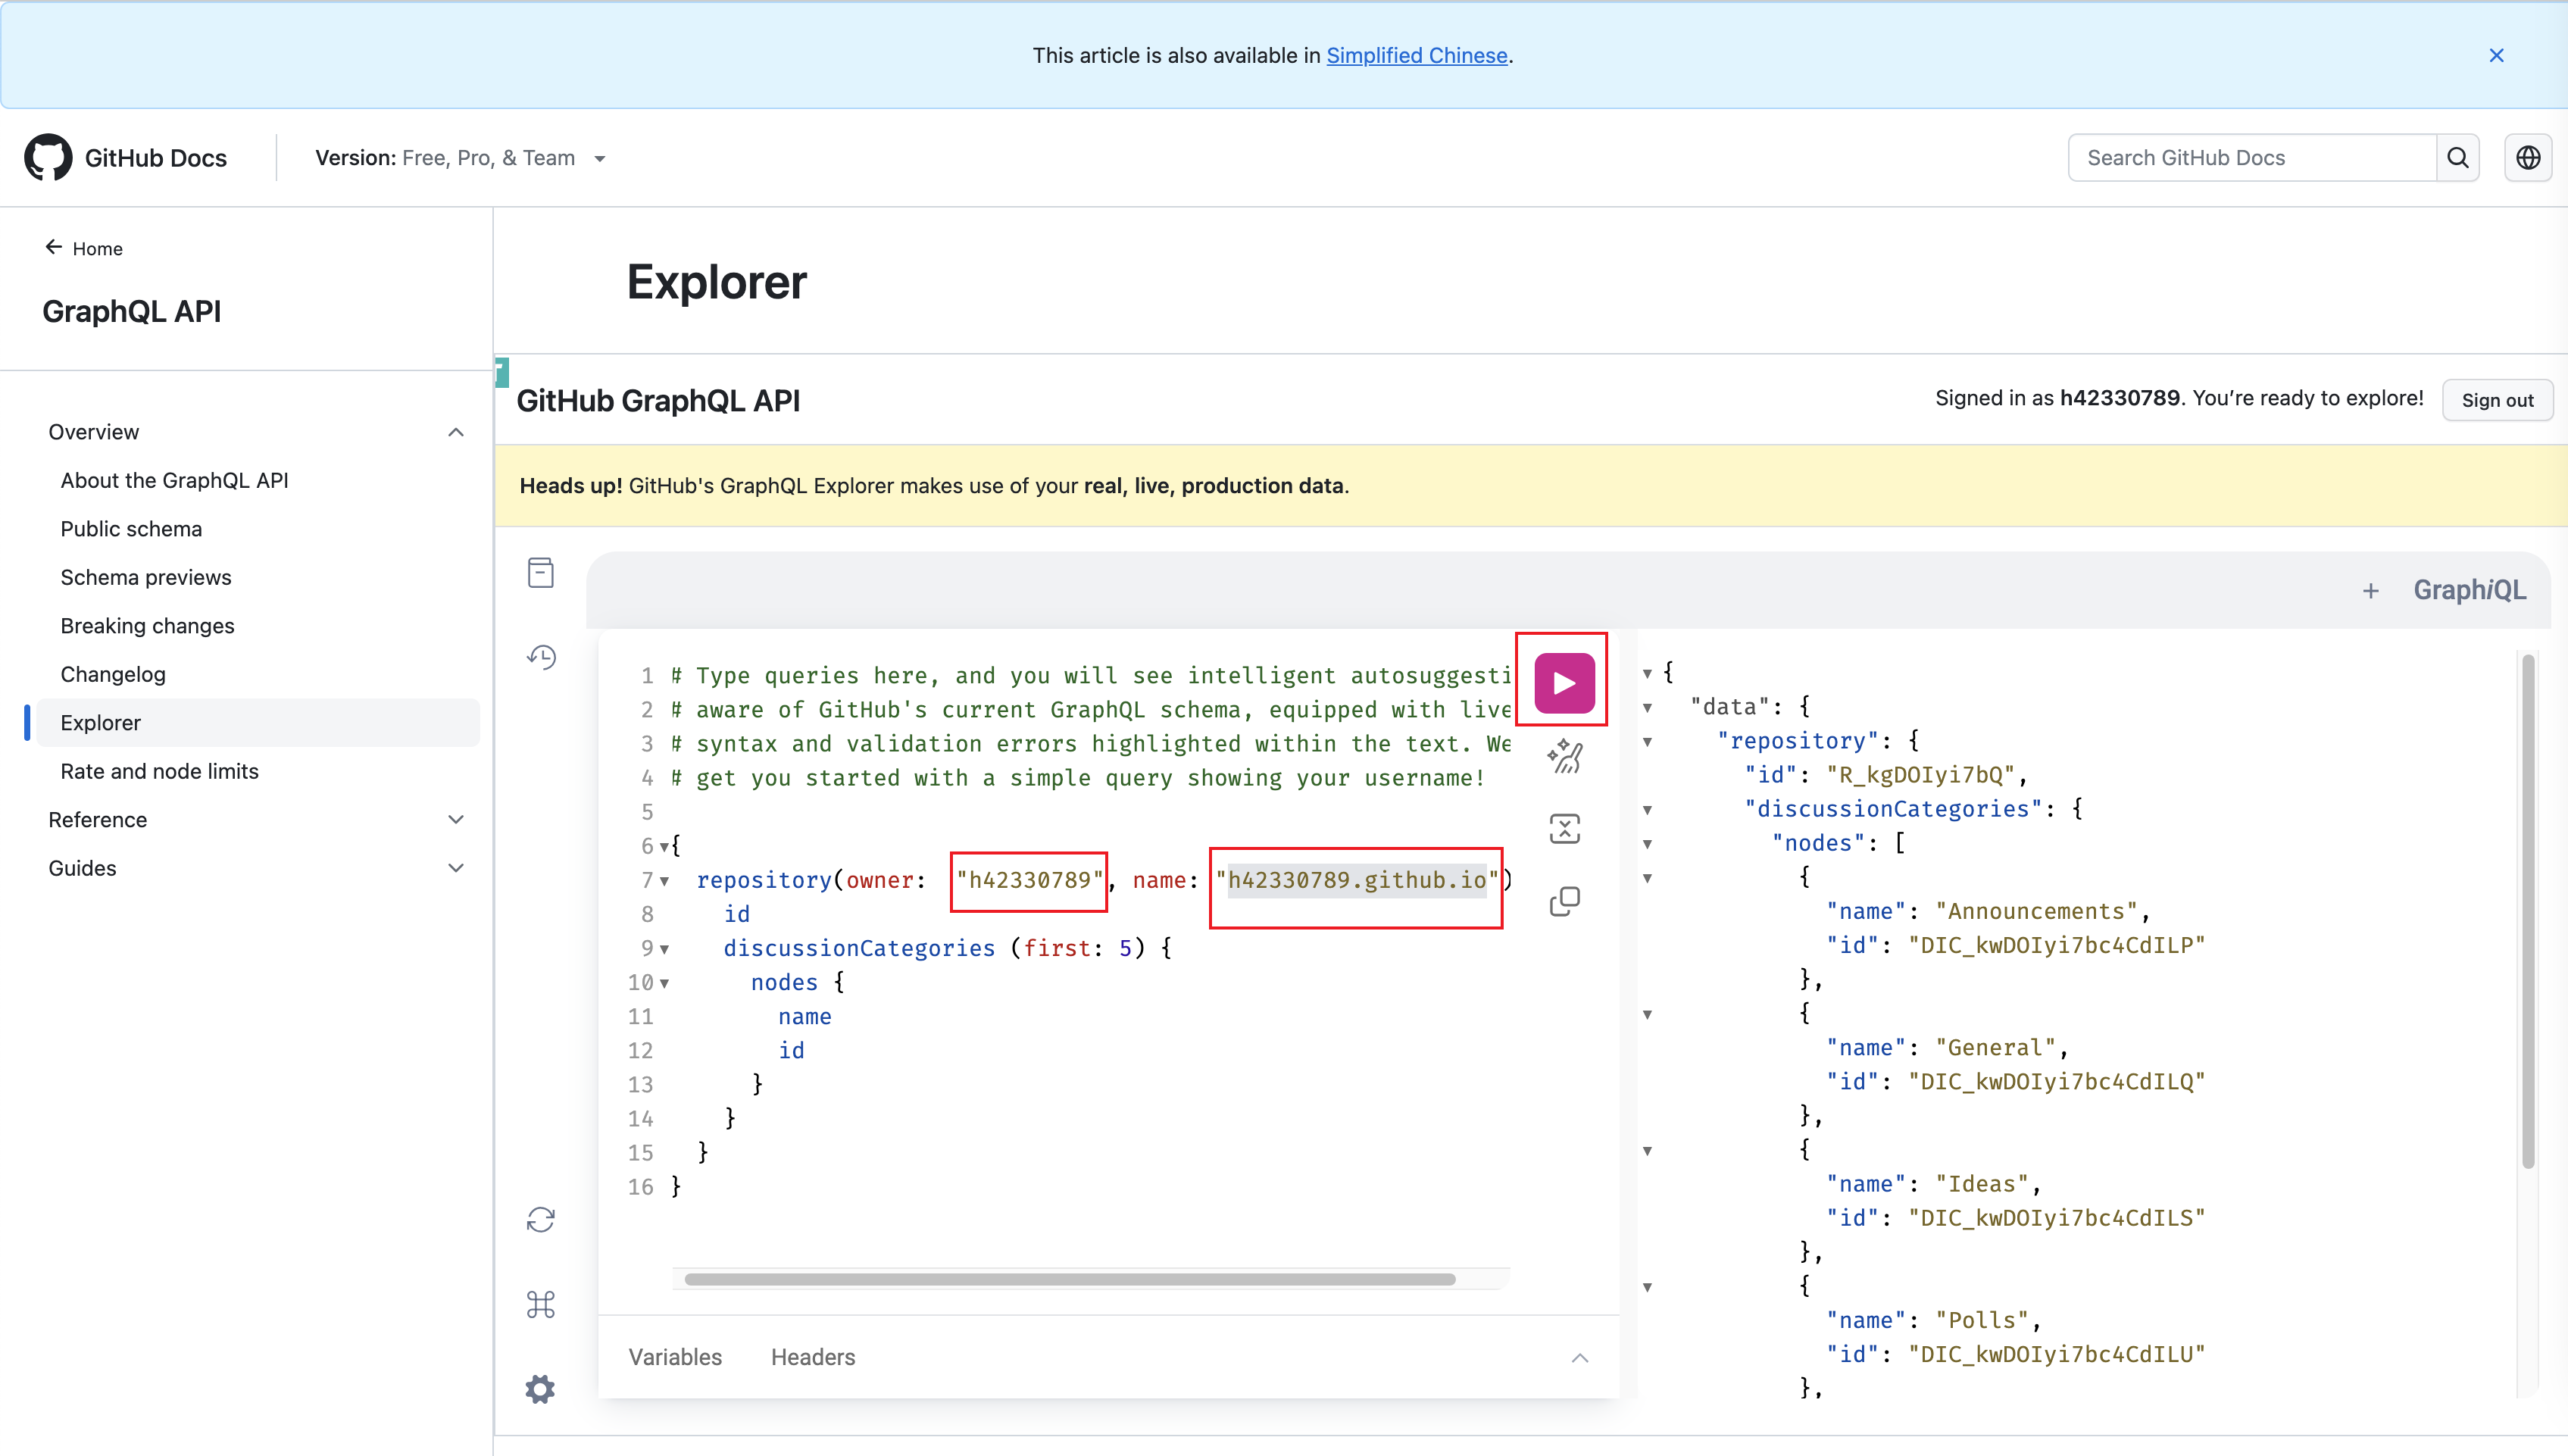 This article is also available in Simplified Chinese.
GitHub Docs
Version: Free, Pro, & Team
Search GitHub Docs
Home
GraphQL API
Overview
About the GraphQL API
Public schema
Schema previews
Breaking changes
Changelog
Explorer
Rate and node limits
Reference
Guides
Explorer
GitHub GraphQL API
Signed in as h42330789. You’re ready to explore!
Sign out
Heads up! GitHub's GraphQL Explorer makes use of your real, live, production data.
+ GraphiQL
1 # Type queries here, and you will see intelligent autosuggesti
2 # aware of GitHub's current GraphQL schema, equipped with live
3 # syntax and validation errors highlighted within the text. We
4 # get you started with a simple query showing your username!
5
6 {
7 repository(owner: "h42330789", name: "h42330789.github.io")
8 id
9 discussionCategories (first: 5) {
10 nodes {
11 name
12 id
13 }
14 }
15 }
16 }
Variables
Headers
{
"data": {
"repository": {
"id": "R_kgDOIyi7bQ",
"discussionCategories": {
"nodes": [
{
"name": "Announcements",
"id": "DIC_kwDOIyi7bc4CdILP"
},
{
"name": "General",
"id": "DIC_kwDOIyi7bc4CdILQ"
},
{
"name": "Ideas",
"id": "DIC_kwDOIyi7bc4CdILS"
},
{
"name": "Polls",
"id": "DIC_kwDOIyi7bc4CdILU"
},